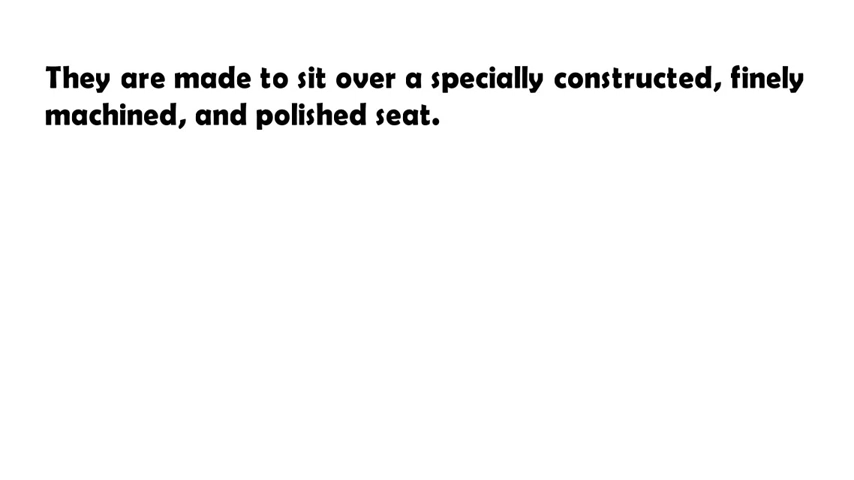 They are made to sit over a specially constructed, finely
machined, and polished seat.